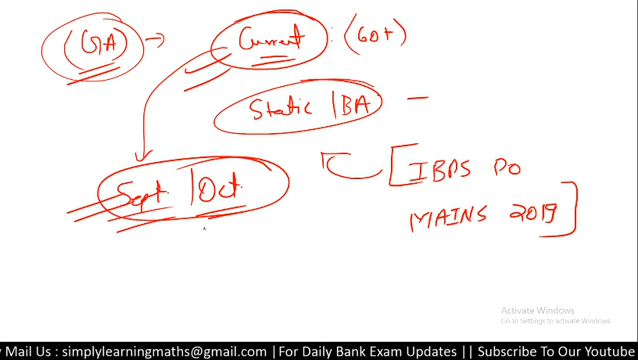 (GA) → Current : (60+)
Static | BA —
Sept | Oct
[IBPS PO
MAINS 2019]
Activate Windows
Go to Settings to activate Windows.
y Mail Us : simplylearningmaths@gmail.com |For Daily Bank Exam Updates || Subscribe To Our Youtube